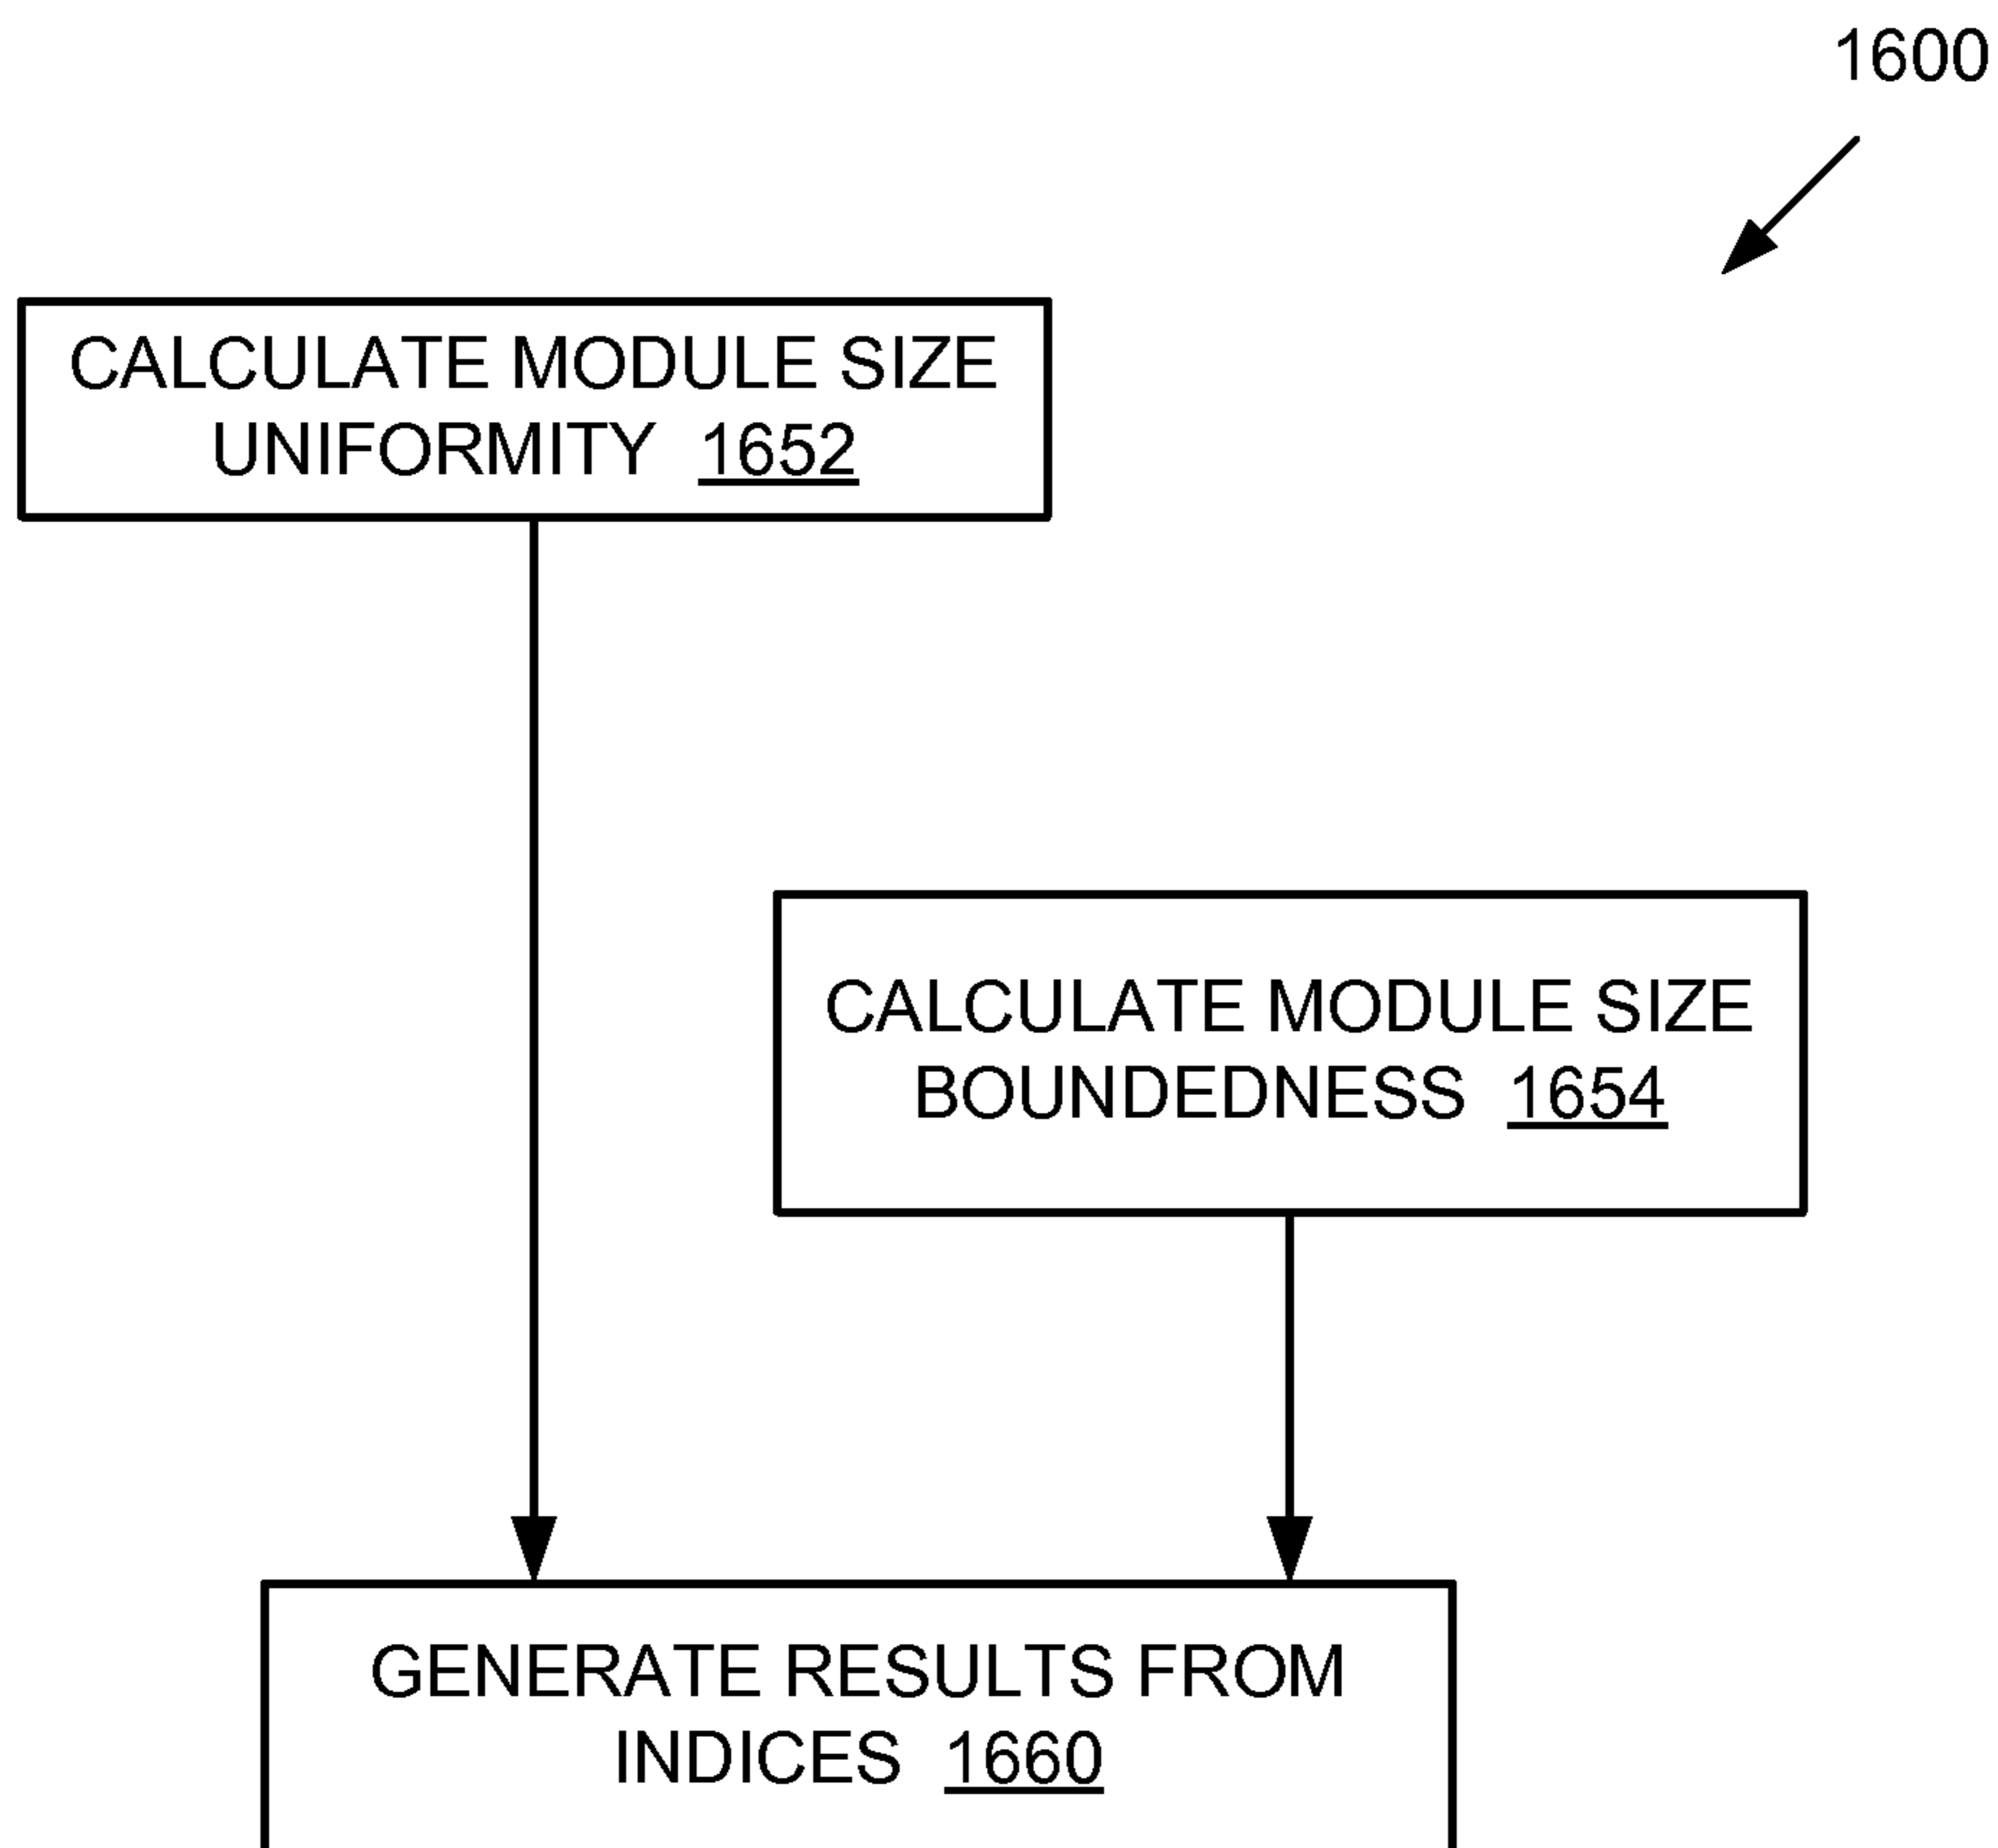 1600
CALCULATE MODULE SIZE
UNIFORMITY 1652
CALCULATE MODULE SIZE
BOUNDEDNESS 1654
GENERATE RESULTS FROM
INDICES 1660